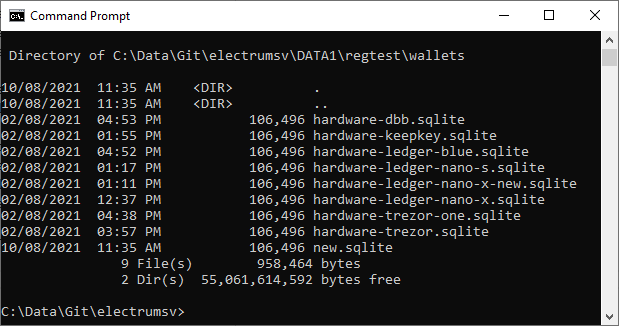 Command Prompt
Directory of C:\Data\Git\electrumsv\DATA1\regtest\wallets
10/08/2021  11:35 AM    <DIR>          .
10/08/2021  11:35 AM    <DIR>          ..
02/08/2021  04:53 PM           106,496 hardware-dbb.sqlite
02/08/2021  01:55 PM           106,496 hardware-keepkey.sqlite
02/08/2021  04:52 PM           106,496 hardware-ledger-blue.sqlite
02/08/2021  01:17 PM           106,496 hardware-ledger-nano-s.sqlite
02/08/2021  01:11 PM           106,496 hardware-ledger-nano-x-new.sqlite
02/08/2021  12:37 PM           106,496 hardware-ledger-nano-x.sqlite
02/08/2021  04:38 PM           106,496 hardware-trezor-one.sqlite
02/08/2021  03:57 PM           106,496 hardware-trezor.sqlite
10/08/2021  11:35 AM           106,496 new.sqlite
               9 File(s)        958,464 bytes
               2 Dir(s)  55,061,614,592 bytes free
C:\Data\Git\electrumsv>